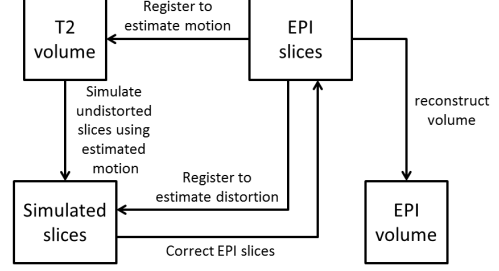 Register to
estimate motion
T2
volume
EPI
slices
Simulate
undistorted
slices using
estimated
motion
reconstruct
volume
Register to
estimate distortion
Simulated
slices
EPI
volume
Correct EPI slices